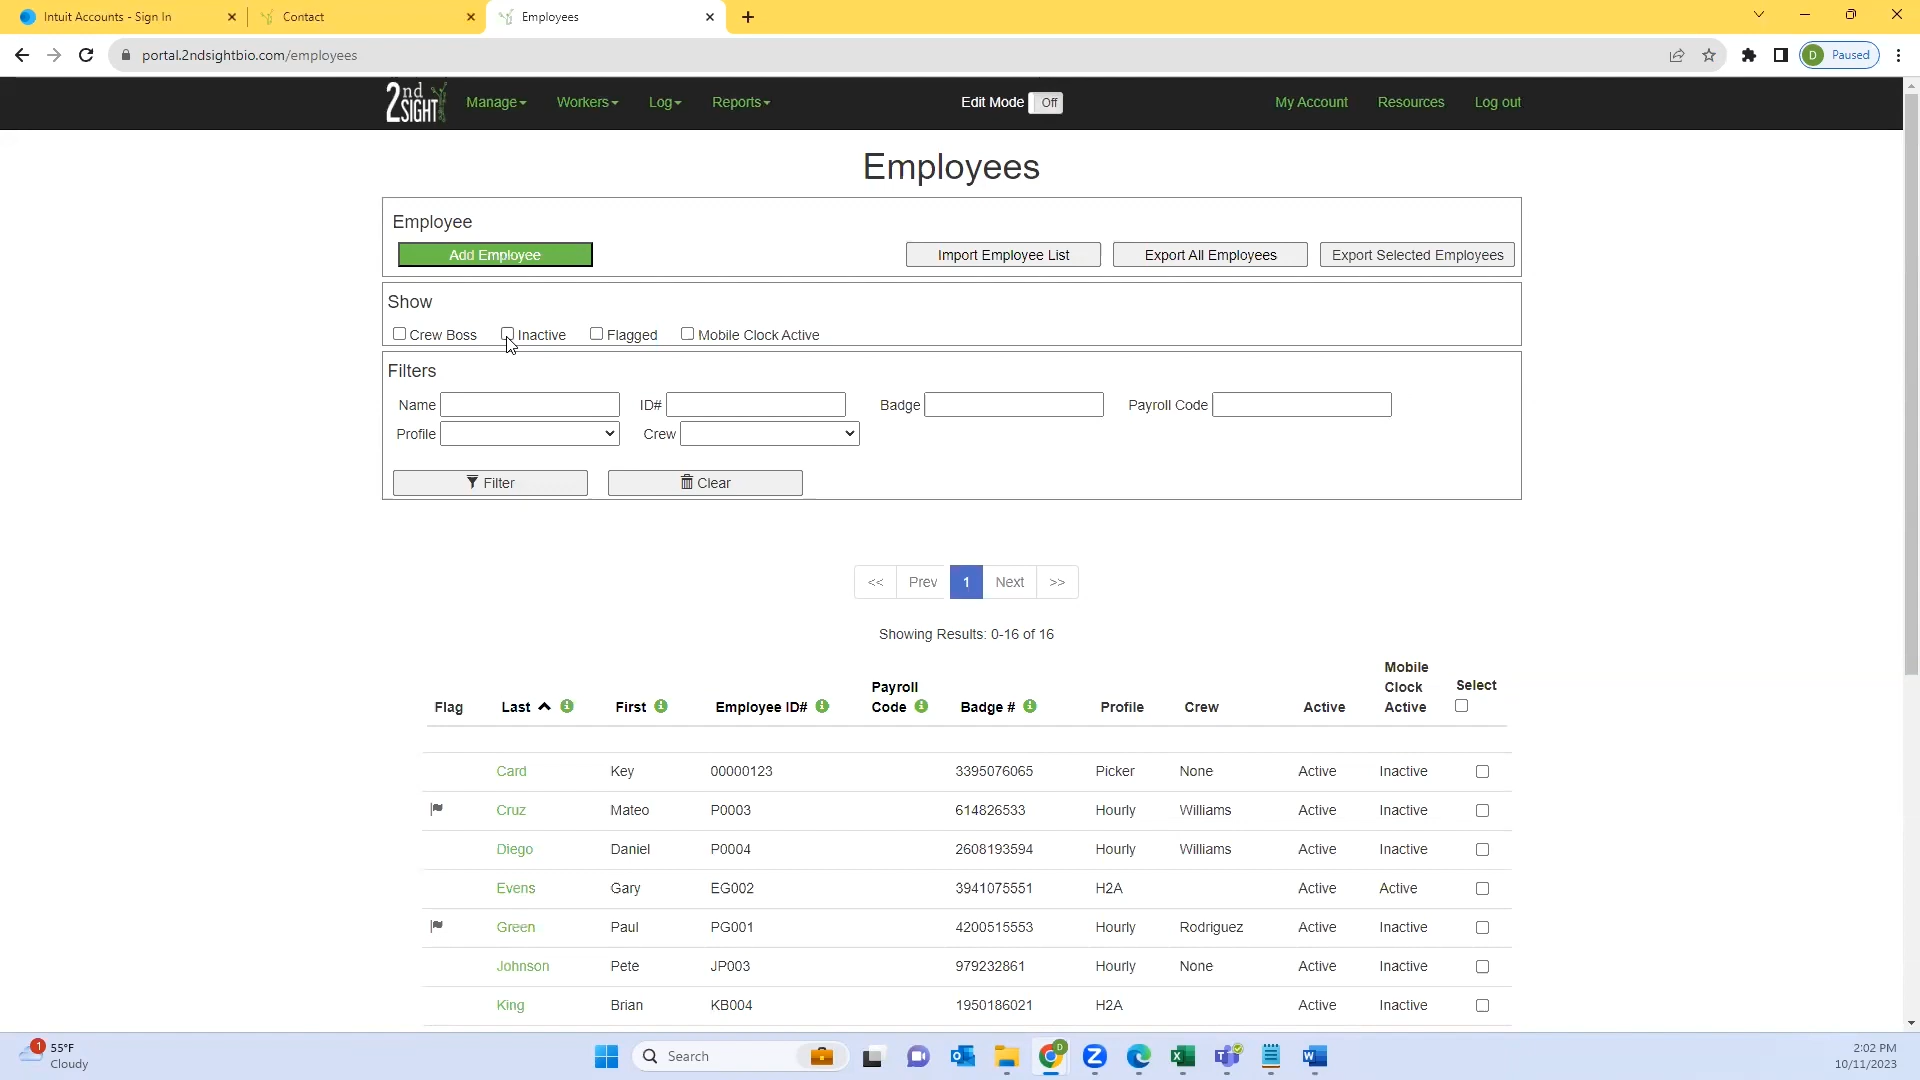 Intuit Accounts - Sign In
Contact
Employees
portal.2ndsightbio.com/employees
D Paused
2nd SIGHT
Manage
Workers
Log
Reports
Edit Mode Off
My Account
Resources
Log out
Employees
Employee
Add Employee
Import Employee List
Export All Employees
Export Selected Employees
Show
Crew Boss
Inactive
Flagged
Mobile Clock Active
Filters
Name
ID#
Badge
Payroll Code
Profile
Crew
Filter
Clear
<< Prev 1 Next >>
Showing Results: 0-16 of 16
Flag Last First Employee ID# Payroll Code Badge # Profile Crew Active Mobile Clock Active Select
Card Key 00000123 3395076065 Picker None Active Inactive
Cruz Mateo P0003 614826533 Hourly Williams Active Inactive
Diego Daniel P0004 2608193594 Hourly Williams Active Inactive
Evens Gary EG002 3941075551 H2A Active Active
Green Paul PG001 4200515553 Hourly Rodriguez Active Inactive
Johnson Pete JP003 979232861 Hourly None Active Inactive
King Brian KB004 1950186021 H2A Active Inactive
1
55°F
Cloudy
Search
D
2:02 PM
10/11/2023